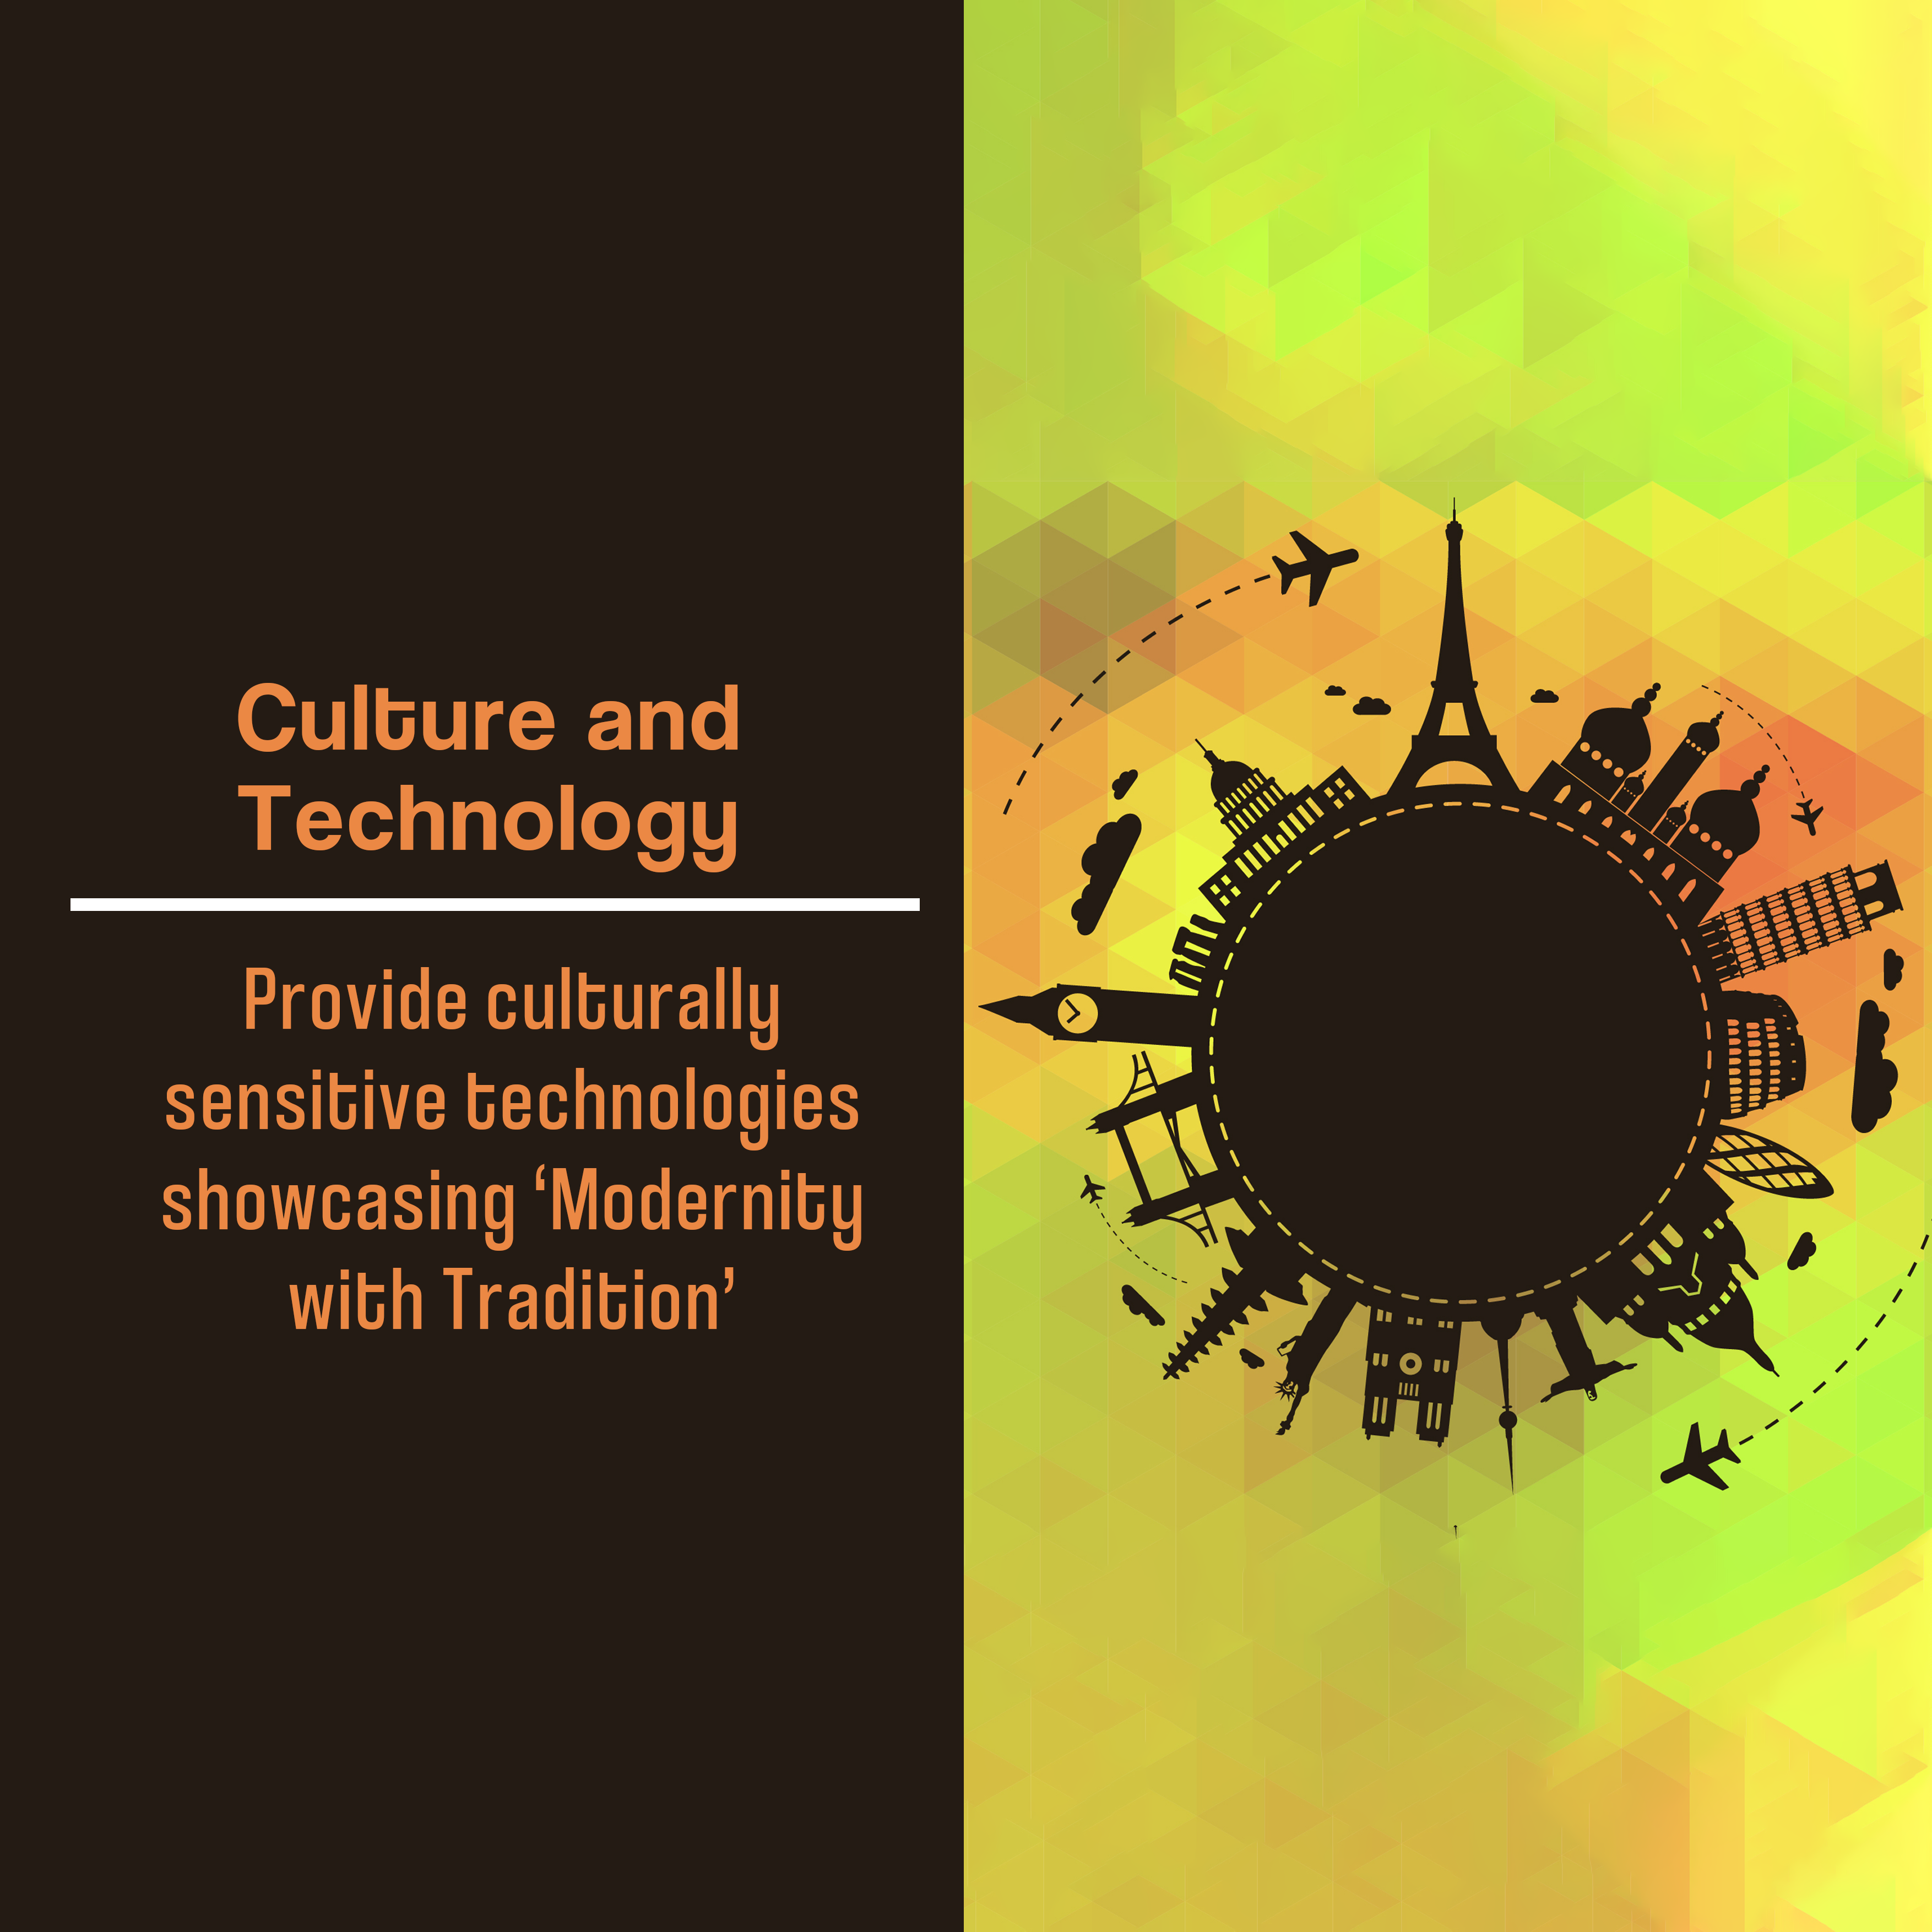 Culture and
Technology
Provide culturally
sensitive technologies
showcasing ‘Modernity
with Tradition’